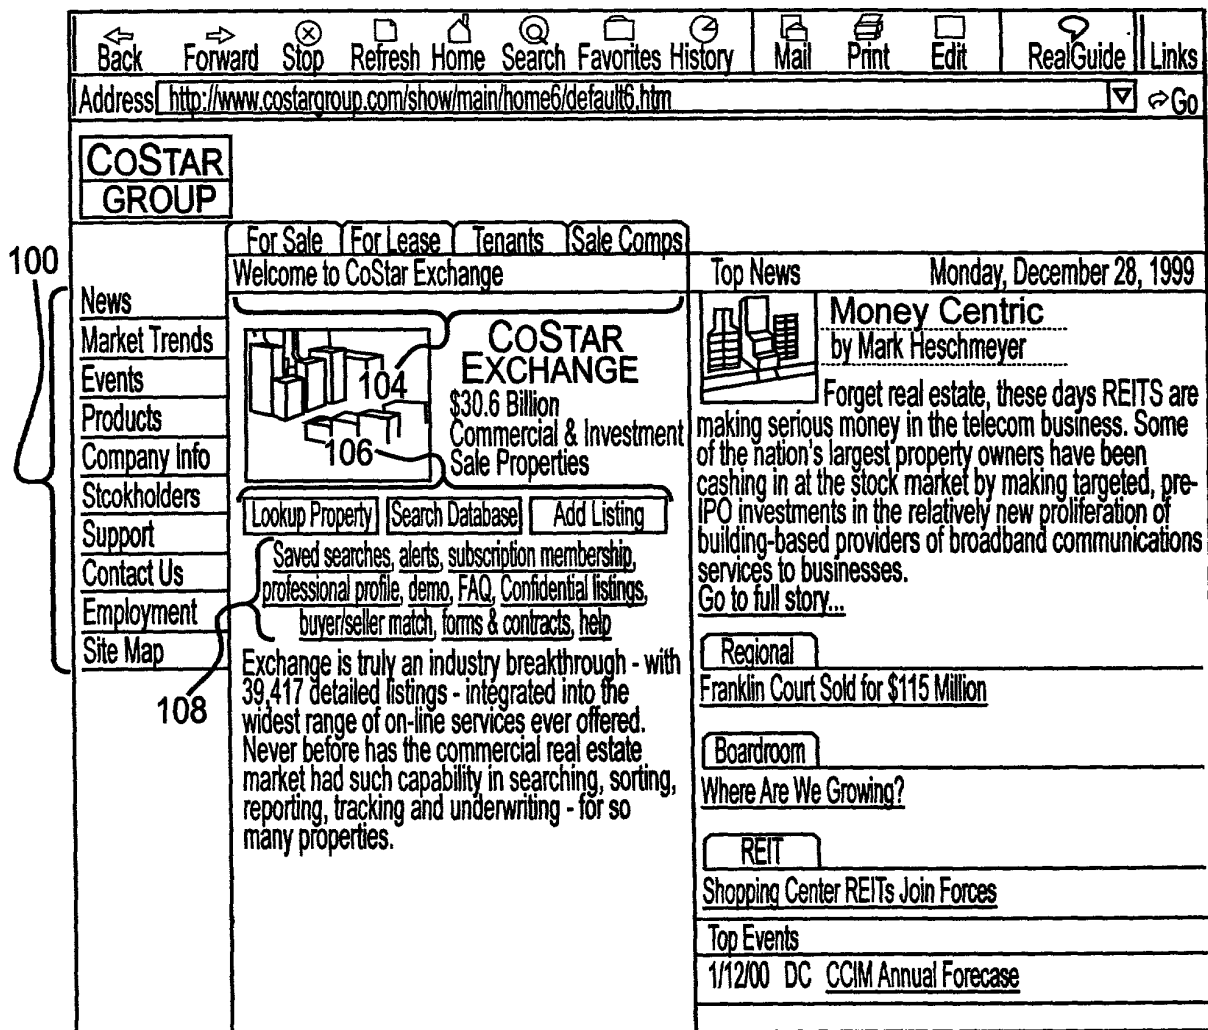 Back Forward Stop Refresh Home Search Favorites History Mail Print Edit RealGuide Links
Address http://www.costargroup.com/show/main/home6/default6.htm Go
COSTAR
GROUP
For Sale For Lease Tenants Sale Comps
100
Welcome to CoStar Exchange
Top News Monday, December 28, 1999
News
Market Trends
Events
Products
Company Info
Stcokholders
Support
Contact Us
Employment
Site Map
104
COSTAR
EXCHANGE
$30.6 Billion
Commercial & Investment
Sale Properties
106
Lookup Property Search Database Add Listing
Saved searches, alerts, subscription membership,
professional profile, demo, FAQ, Confidential listings,
buyer/seller match, forms & contracts, help
108
Exchange is truly an industry breakthrough - with
39,417 detailed listings - integrated into the
widest range of on-line services ever offered.
Never before has the commercial real estate
market had such capability in searching, sorting,
reporting, tracking and underwriting - for so
many properties.
Money Centric
by Mark Heschmeyer
Forget real estate, these days REITS are
making serious money in the telecom business. Some
of the nation's largest property owners have been
cashing in at the stock market by making targeted, pre-
IPO investments in the relatively new proliferation of
building-based providers of broadband communications
services to businesses.
Go to full story...
Regional
Franklin Court Sold for $115 Million
Boardroom
Where Are We Growing?
REIT
Shopping Center REITs Join Forces
Top Events
1/12/00 DC CCIM Annual Forecase